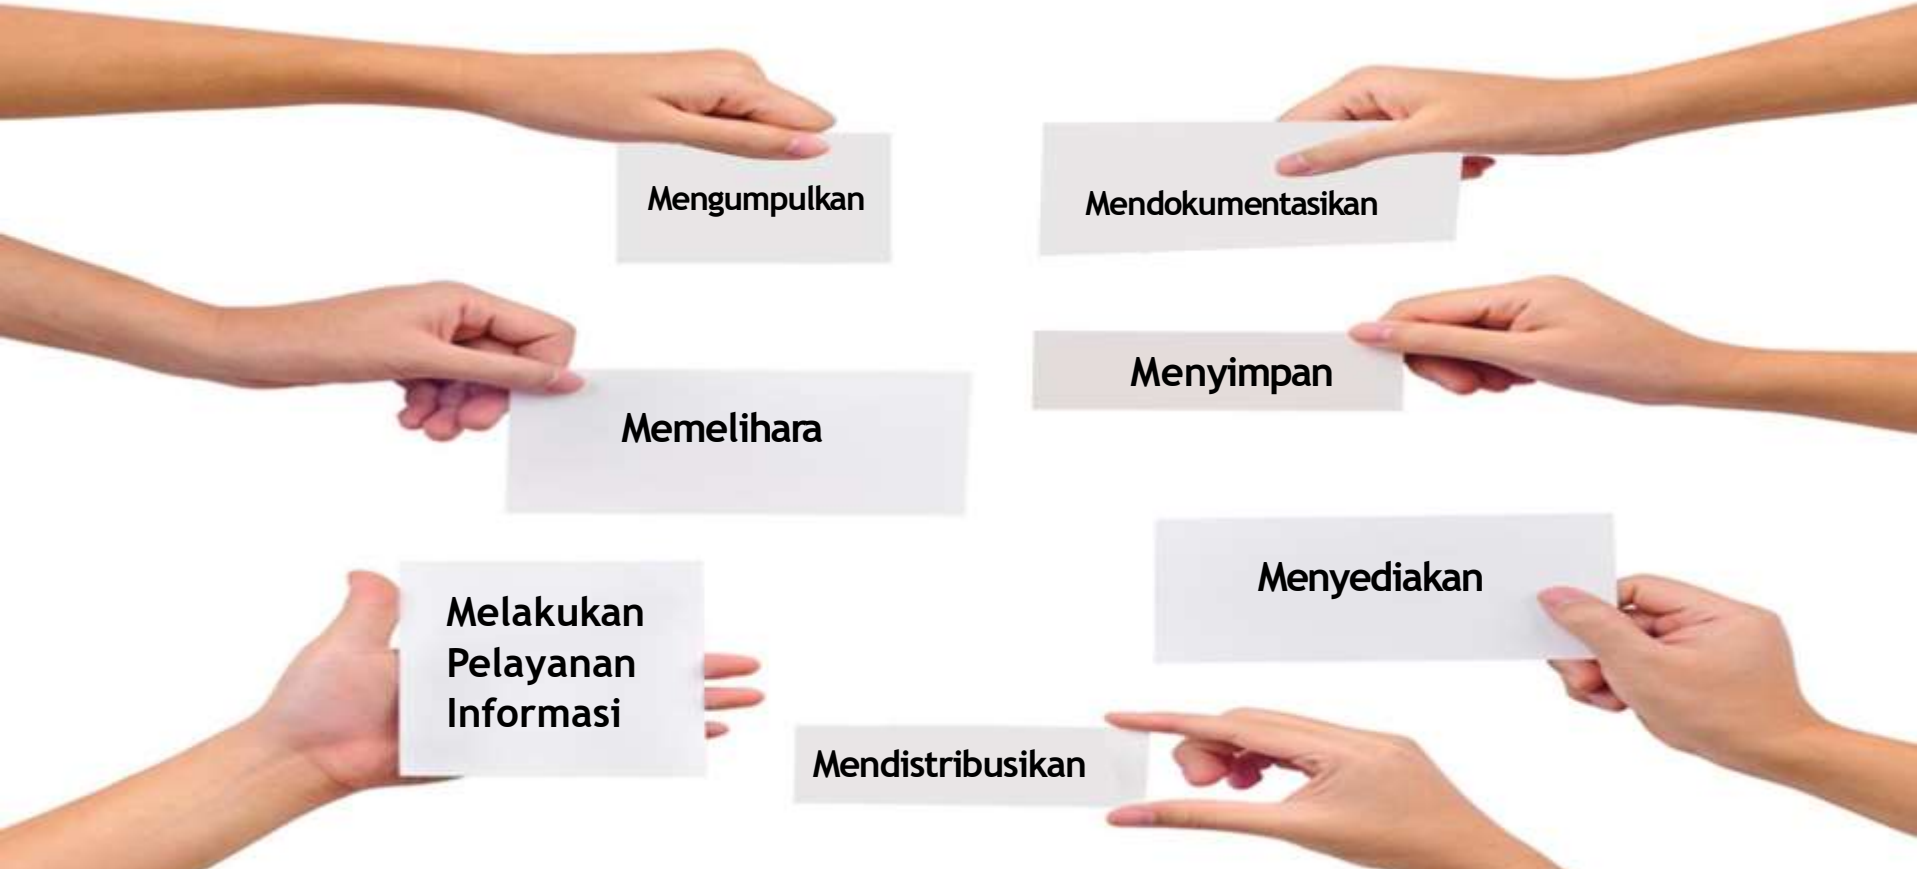 Mengumpulkan
Mendokumentasikan
Memelihara
Menyimpan
Melakukan
Pelayanan
Informasi
Menyediakan
Mendistribusikan